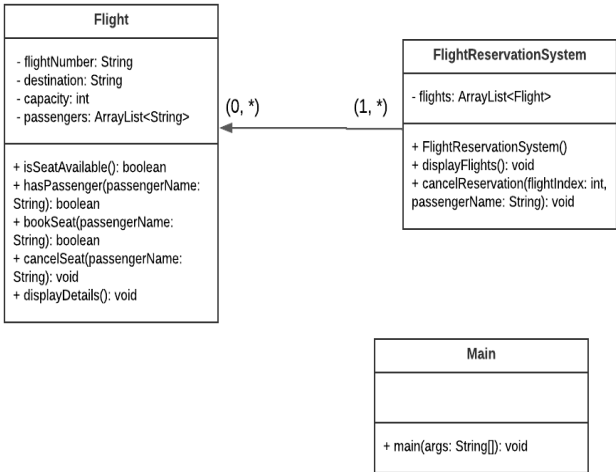 Flight
- flightNumber: String
- destination: String
- capacity: int
- passengers: ArrayList<String>
+ isSeatAvailable(): boolean
+ hasPassenger(passengerName:
String): boolean
+ bookSeat(passengerName:
String): boolean
+ cancelSeat(passengerName:
String): void
+ displayDetails(): void
(0, *)
(1, *)
FlightReservationSystem
- flights: ArrayList<Flight>
+ FlightReservationSystem()
+ displayFlights(): void
+ cancelReservation(flightIndex: int,
passengerName: String): void
Main
+ main(args: String[]): void